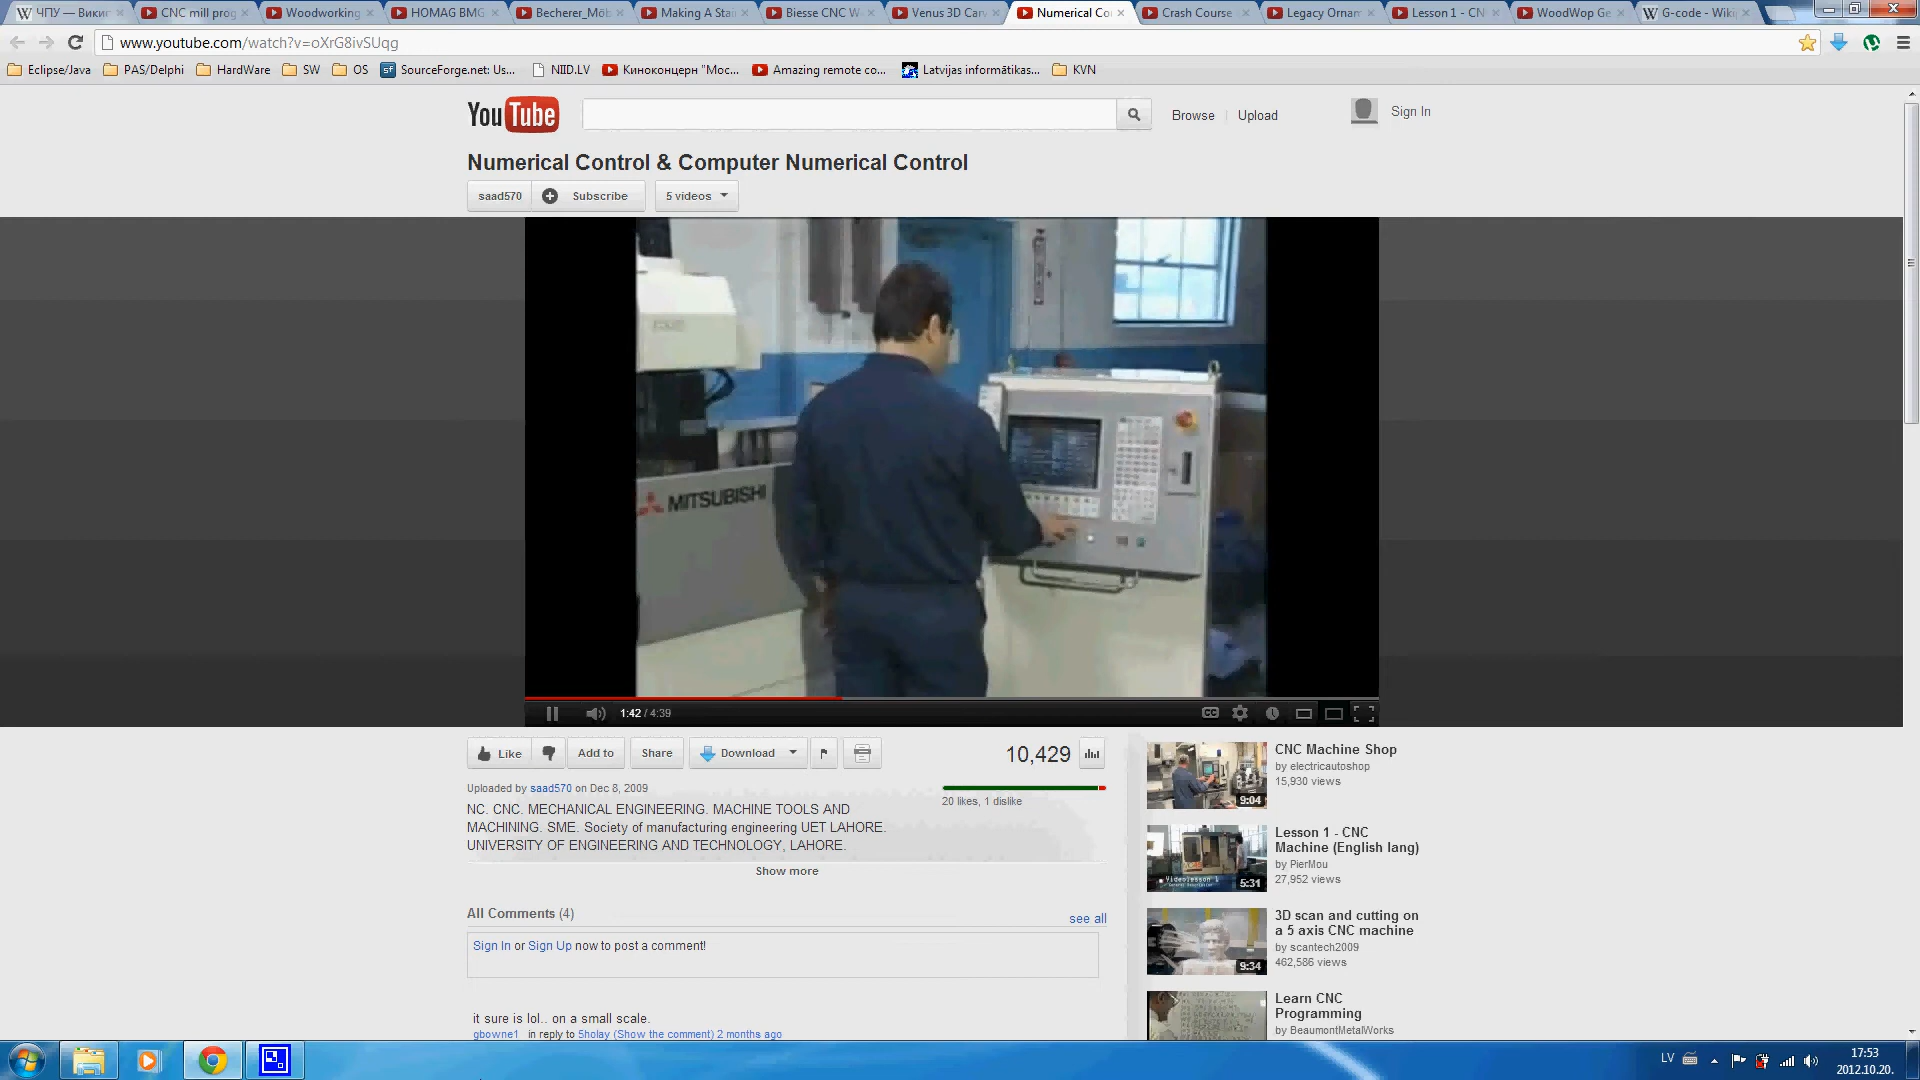 ЧПУ — Викип
CNC mill prog
Woodworking
HOMAG BMG
Becherer_Möb
Making A Stai
Biesse CNC W
Venus 3D Carv
Numerical Co
Crash Course
Legacy Ornam
Lesson 1 - CN
WoodWop Ge
G-code - Wiki
www.youtube.com/watch?v=oXrG8ivSUqg
Eclipse/Java PAS/Delphi HardWare SW OS SourceForge.net: Us... NIID.LV Киноконцерн "Мос... Amazing remote co... Latvijas informātikas... KVN
YouTube
Browse Upload Sign In
Numerical Control & Computer Numerical Control
saad570 Subscribe 5 videos
MITSUBISHI
1:42 / 4:39
CC
Like Add to Share Download 10,429
Uploaded by saad570 on Dec 8, 2009
20 likes, 1 dislike
NC. CNC. MECHANICAL ENGINEERING. MACHINE TOOLS AND
MACHINING. SME. Society of manufacturing engineering UET LAHORE.
UNIVERSITY OF ENGINEERING AND TECHNOLOGY, LAHORE.
Show more
All Comments (4)
see all
Sign In or Sign Up now to post a comment!
it sure is lol.. on a small scale.
gbowne1 in reply to 5holay (Show the comment) 2 months ago
CNC Machine Shop
by electricautoshop
15,930 views
9:04
Lesson 1 - CNC
Machine (English lang)
by PierMou
27,952 views
Videolesson 1
5:31
3D scan and cutting on
a 5 axis CNC machine
by scantech2009
462,586 views
9:34
Learn CNC
Programming
by BeaumontMetalWorks
LV
17:53
2012.10.20.